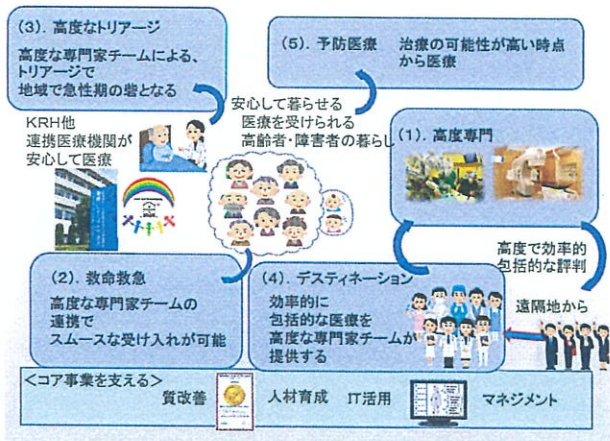 (3). 高度なトリアージ
高度な専門家チームによる、
トリアージで
地域で急性期の砦となる
(5). 予防医療 治療の可能性が高い時点
から医療
KRH他
連携医療機関が
安心して医療
安心して暮らせる
医療を受けられる
高齢者・障害者の暮らし
(1). 高度専門
(2). 救命救急
高度な専門家チームの
連携で
スムースな受け入れが可能
(4). デスティネーション
効率的に
包括的な医療を
高度な専門家チームが
提供する
高度で効率的
包括的な評判
遠隔地から
<コア事業を支える>
質改善 人材育成 IT活用 マネジメント